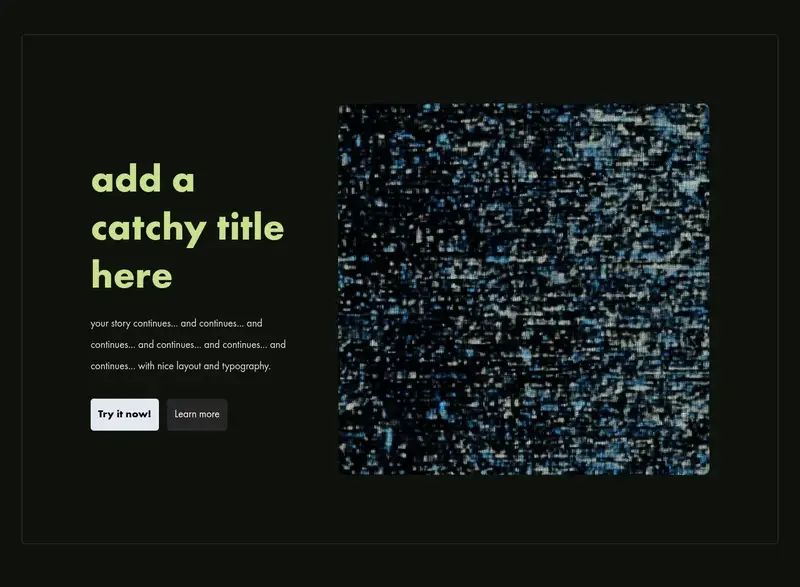 add a
catchy title
here
your story continues... and continues... and
continues... and continues... and continues... and
continues... with nice layout and typography.
Try it now!
Learn more